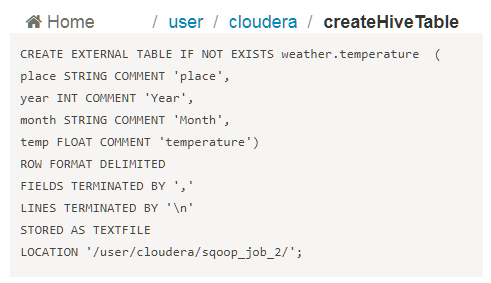 Home / user / cloudera / createHiveTable
CREATE EXTERNAL TABLE IF NOT EXISTS weather.temperature  (
place STRING COMMENT 'place',
year INT COMMENT 'Year',
month STRING COMMENT 'Month',
temp FLOAT COMMENT 'temperature')
ROW FORMAT DELIMITED
FIELDS TERMINATED BY ','
LINES TERMINATED BY '\n'
STORED AS TEXTFILE
LOCATION '/user/cloudera/sqoop_job_2/';